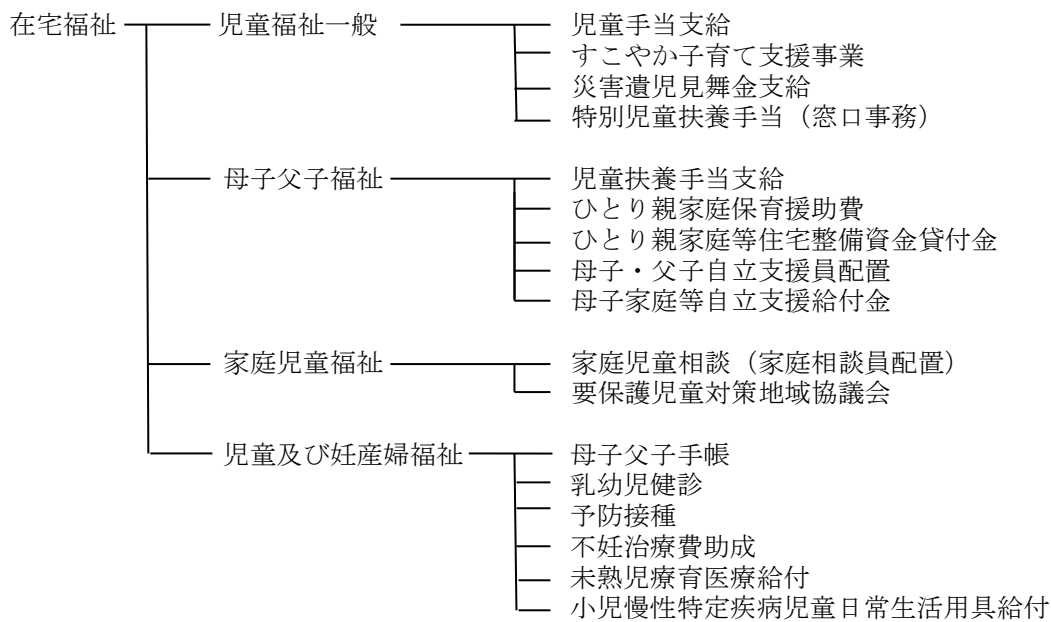 在宅福祉 児童福祉一般 児童手当支給
すこやか子育て支援事業
災害遺児見舞金支給
特別児童扶養手当（窓口事務）
母子父子福祉 児童扶養手当支給
ひとり親家庭保育援助費
ひとり親家庭等住宅整備資金貸付金
母子・父子自立支援員配置
母子家庭等自立支援給付金
家庭児童福祉 家庭児童相談（家庭相談員配置）
要保護児童対策地域協議会
児童及び妊産婦福祉 母子父子手帳
乳幼児健診
予防接種
不妊治療費助成
未熟児療育医療給付
小児慢性特定疾病児童日常生活用具給付